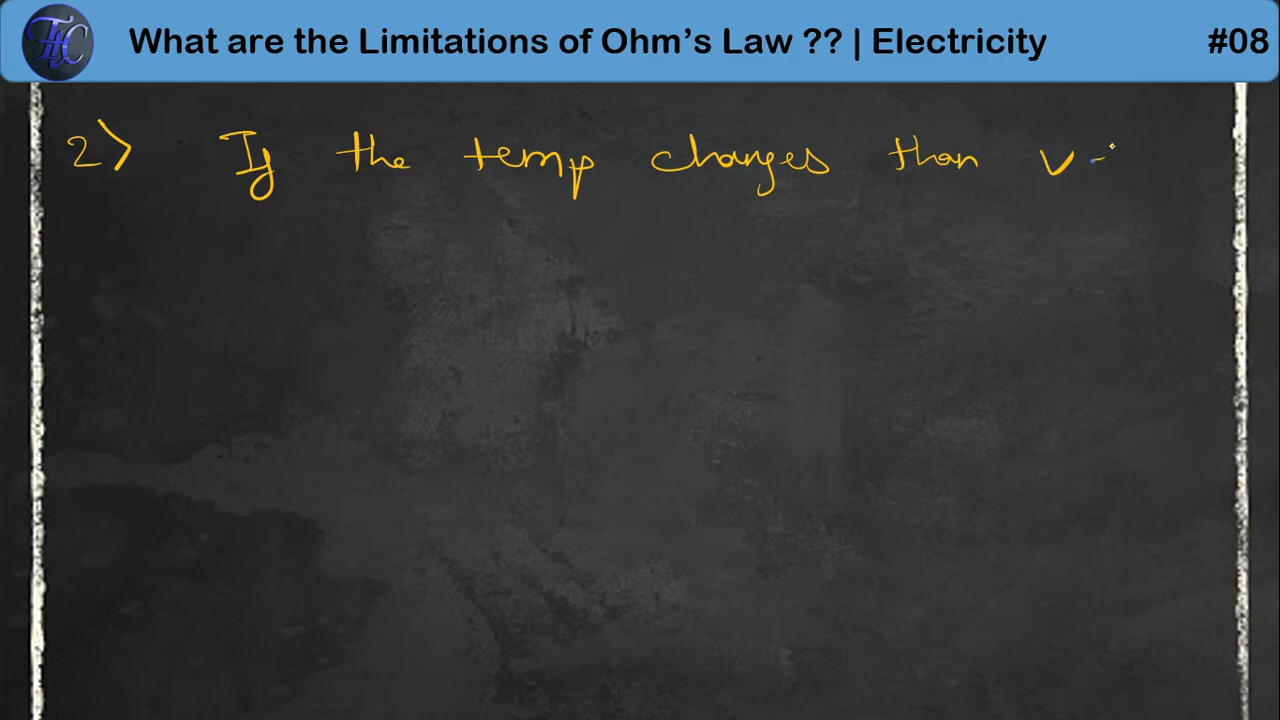 What are the Limitations of Ohm's Law ?? | Electricity #08
2> If the temp changes than V -